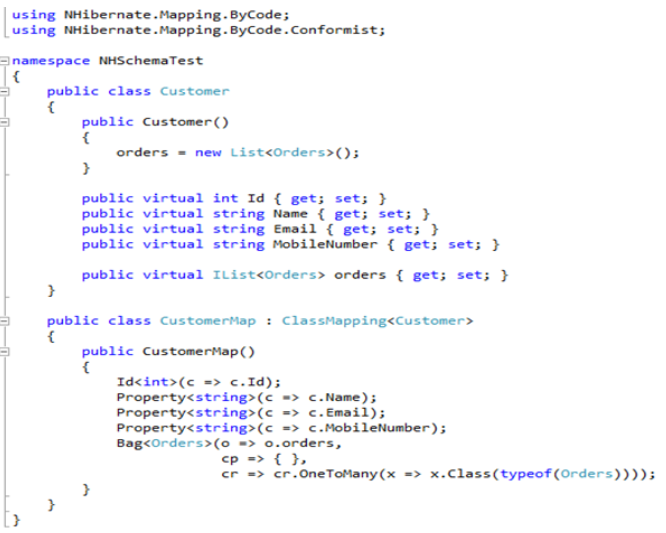 using NHibernate.Mapping.ByCode;
using NHibernate.Mapping.ByCode.Conformist;

namespace NHSchemaTest
{
    public class Customer
    {
        public Customer()
        {
            orders = new List<Orders>();
        }

        public virtual int Id { get; set; }
        public virtual string Name { get; set; }
        public virtual string Email { get; set; }
        public virtual string MobileNumber { get; set; }

        public virtual IList<Orders> orders { get; set; }
    }

    public class CustomerMap : ClassMapping<Customer>
    {
        public CustomerMap()
        {
            Id<int>(c => c.Id);
            Property<string>(c => c.Name);
            Property<string>(c => c.Email);
            Property<string>(c => c.MobileNumber);
            Bag<Orders>(o => o.orders,
                        cp => { },
                        cr => cr.OneToMany(x => x.Class(typeof(Orders))));
        }
    }
}